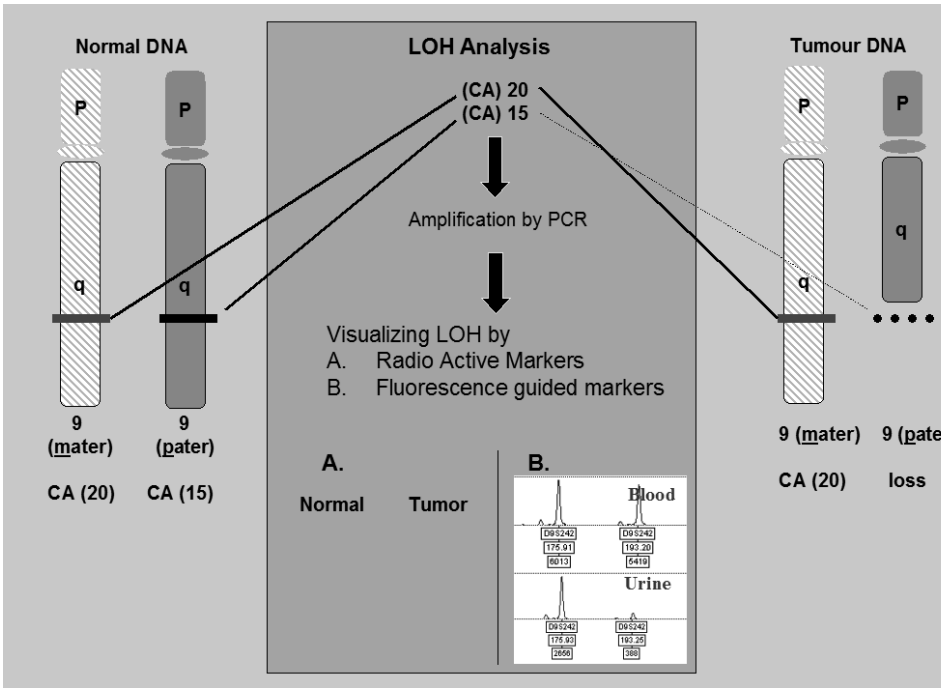 Normal DNA
P
P
q
q
9
(mater)
9
(pater)
CA (20)
CA (15)
LOH Analysis
(CA) 20
(CA) 15
Amplification by PCR
Visualizing LOH by
A. Radio Active Markers
B. Fluorescence guided markers
A.
Normal
Tumor
B.
Blood
D9S242
175.91
6013
D9S242
193.20
5419
Urine
D9S242
175.93
2656
D9S242
193.25
388
Tumour DNA
P
P
q
q
9 (mater)
9 (pate
CA (20)
loss